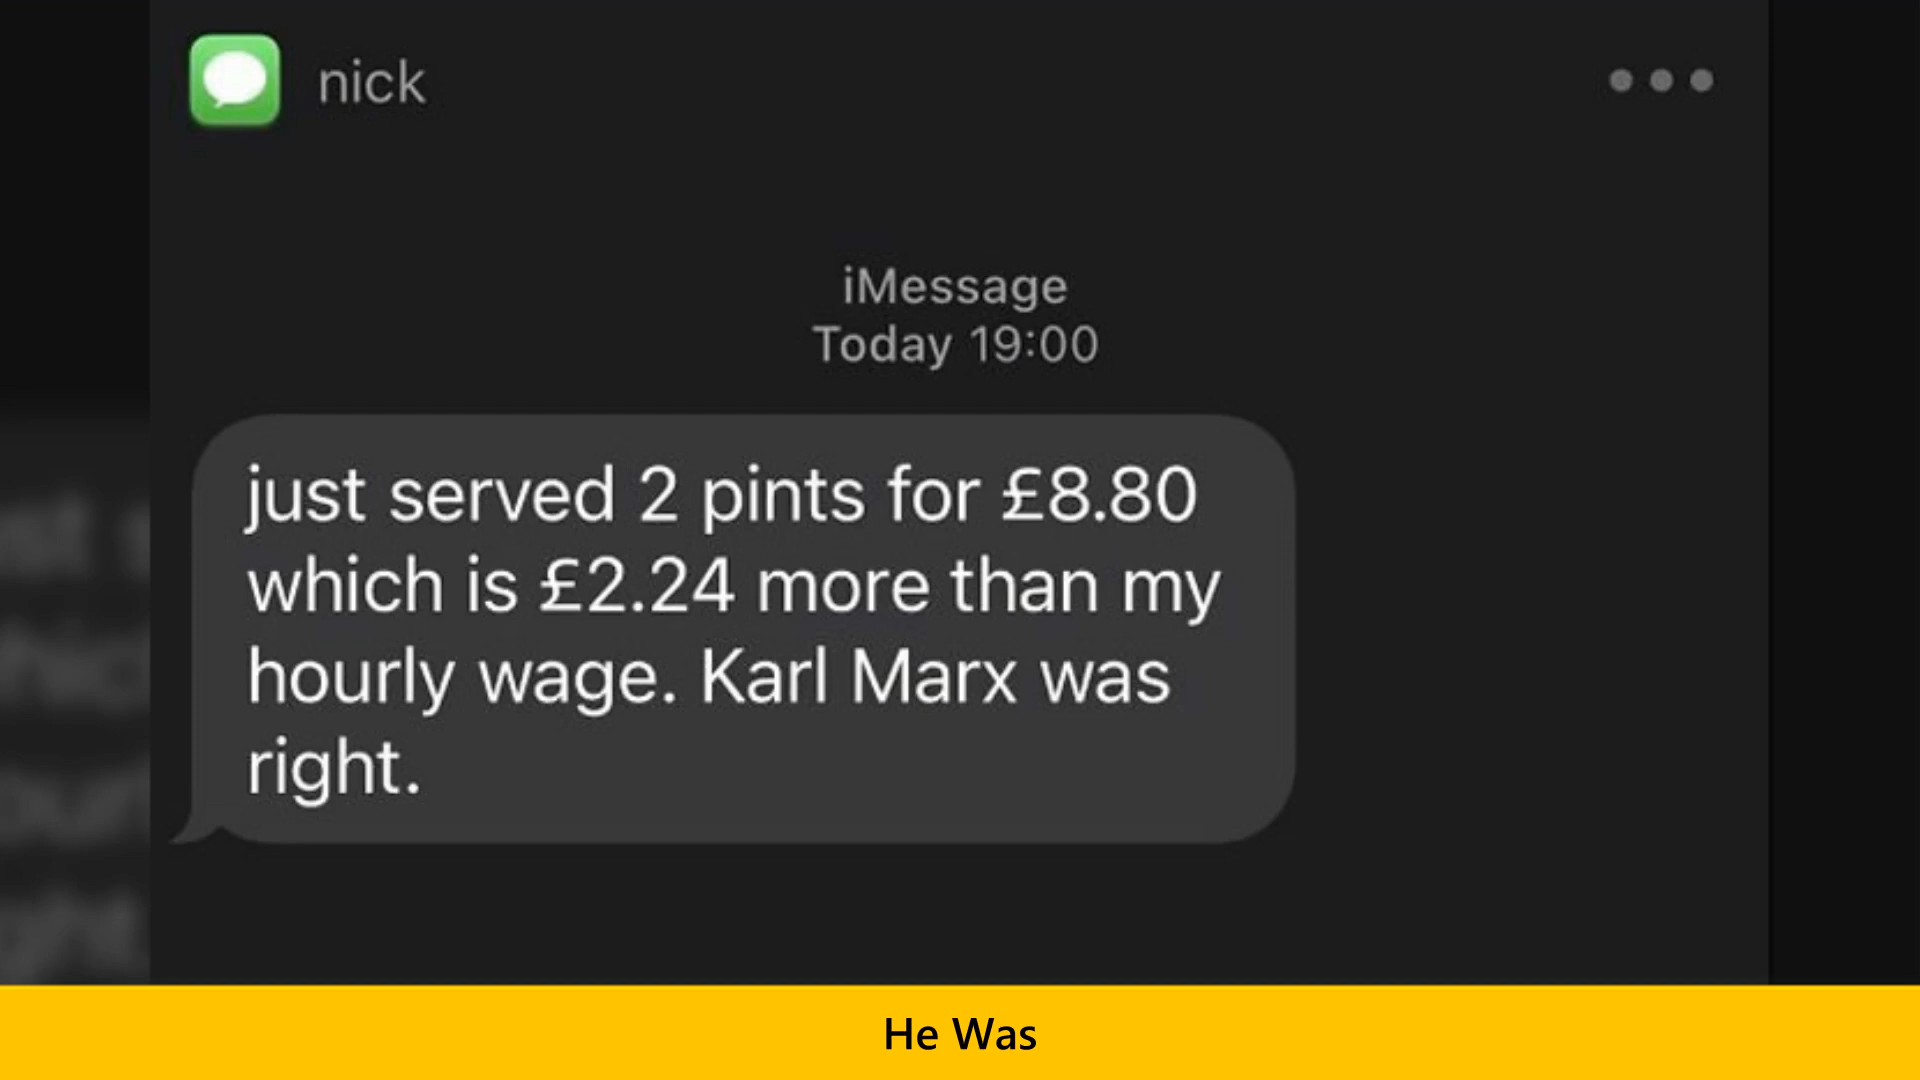 nick
iMessage
Today 19:00
just served 2 pints for £8.80
which is £2.24 more than my
hourly wage. Karl Marx was
right.
He Was